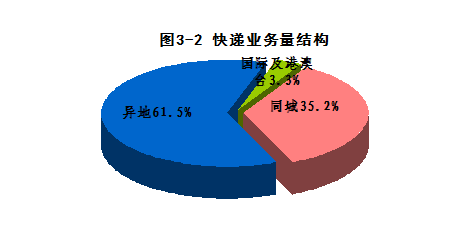 图3-2 快递业务量结构
国际及港澳
台3.3%
异地61.5%
同城35.2%